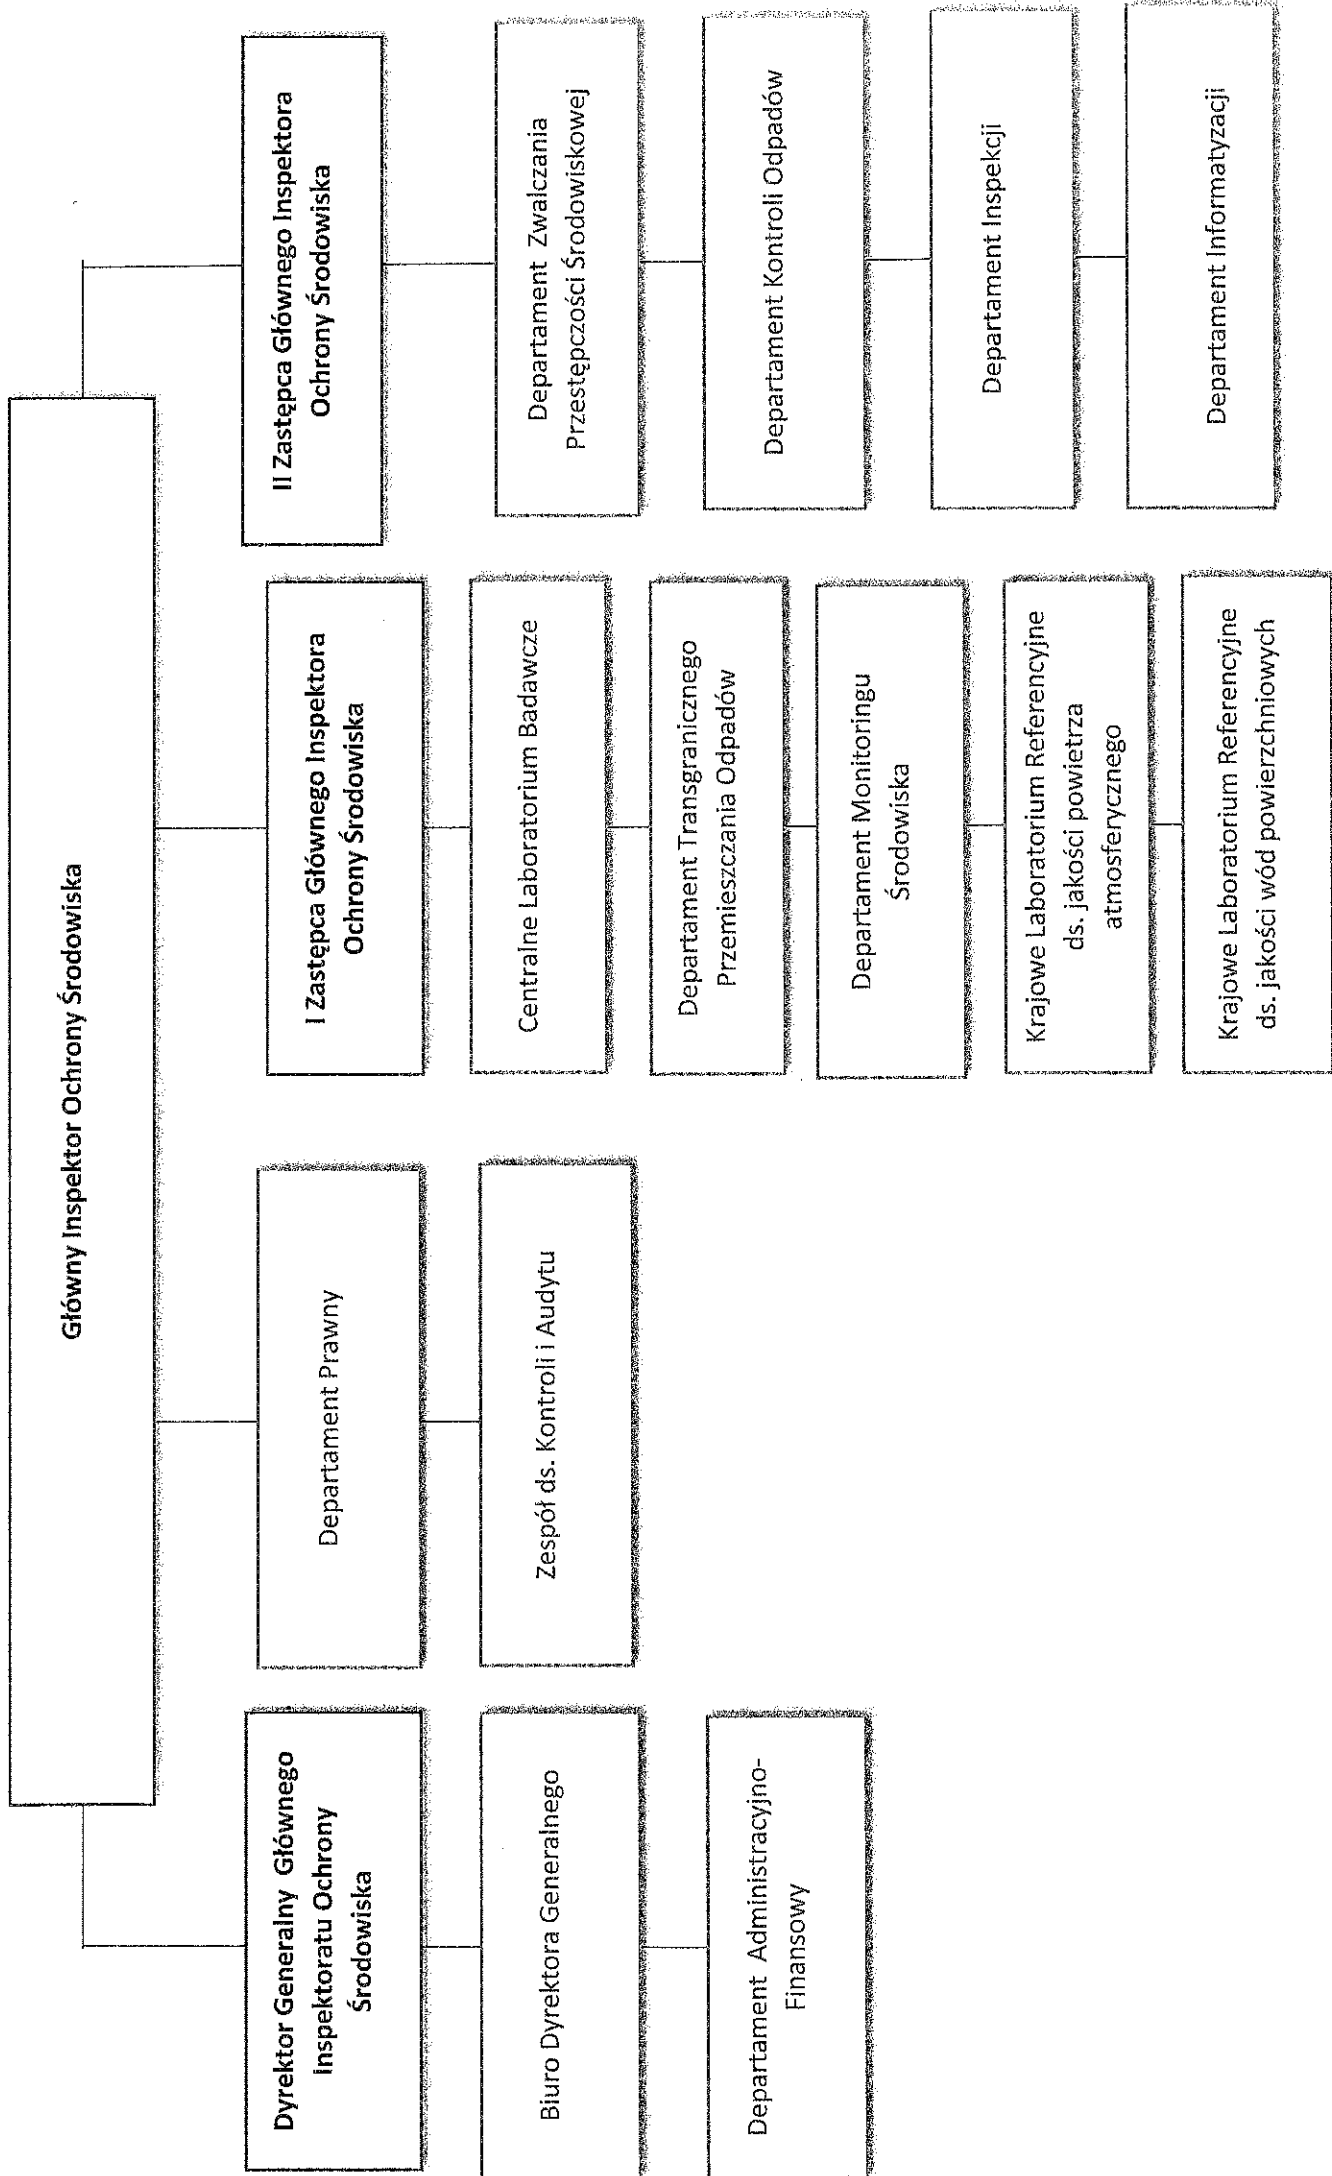 Główny Inspektor Ochrony Środowiska
Dyrektor Generalny Głównego
inspektoratu Ochrony
Środowiska
Biuro Dyrektora Generalnego
Departament Administracyjno-
Finansowy
Departament Prawny
Zespół ds. Kontroli i Audytu
I Zastępca Głównego Inspektora
Ochrony Środowiska
Centralne Laboratorium Badawcze
Departament Transgranicznego
Przemieszczania Odpadów
Departament Monitoringu
Środowiska
Krajowe Laboratorium Referencyjne
ds. jakości powietrza
atmosferycznego
Krajowe Laboratorium Referencyjne
ds. jakości wód powierzchniowych
II Zastępca Głównego Inspektora
Ochrony Środowiska
Departament Zwalczania
Przestępczości Środowiskowej
Departament Kontroli Odpadów
Departament Inspekcji
Departament Informatyzacji